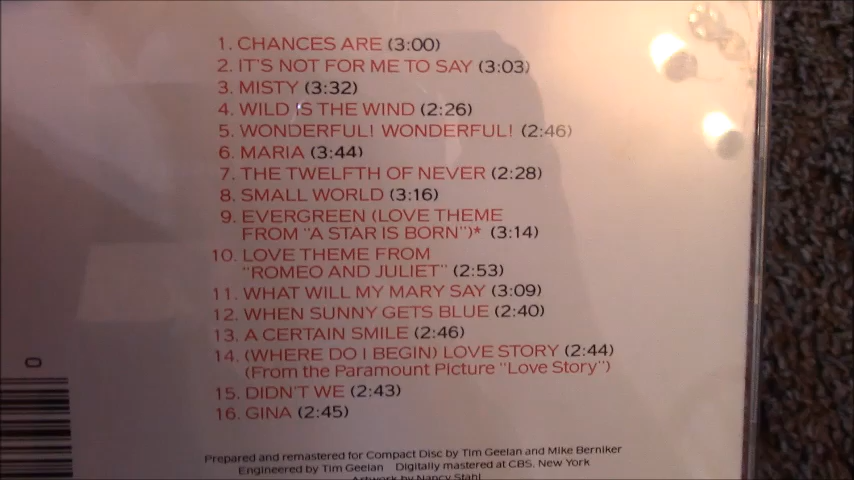 1. CHANCES ARE (3:00)
2. IT'S NOT FOR ME TO SAY (3:03)
3. MISTY (3:32)
4. WILD IS THE WIND (2:26)
5. WONDERFUL! WONDERFUL! (2:46)
6. MARIA (3:44)
7. THE TWELFTH OF NEVER (2:28)
8. SMALL WORLD (3:16)
9. EVERGREEN (LOVE THEME
FROM "A STAR IS BORN")* (3:14)
10. LOVE THEME FROM
"ROMEO AND JULIET" (2:53)
11. WHAT WILL MY MARY SAY (3:09)
12. WHEN SUNNY GETS BLUE (2:40)
13. A CERTAIN SMILE (2:46)
14. (WHERE DO I BEGIN) LOVE STORY (2:44)
(From the Paramount Picture "Love Story")
15. DIDN'T WE (2:43)
16. GINA (2:45)
0
Prepared and remastered for Compact Disc by Tim Geelan and Mike Berniker
Engineered by Tim Geelan Digitally mastered at CBS, New York
Artwork by Nancy Stahl